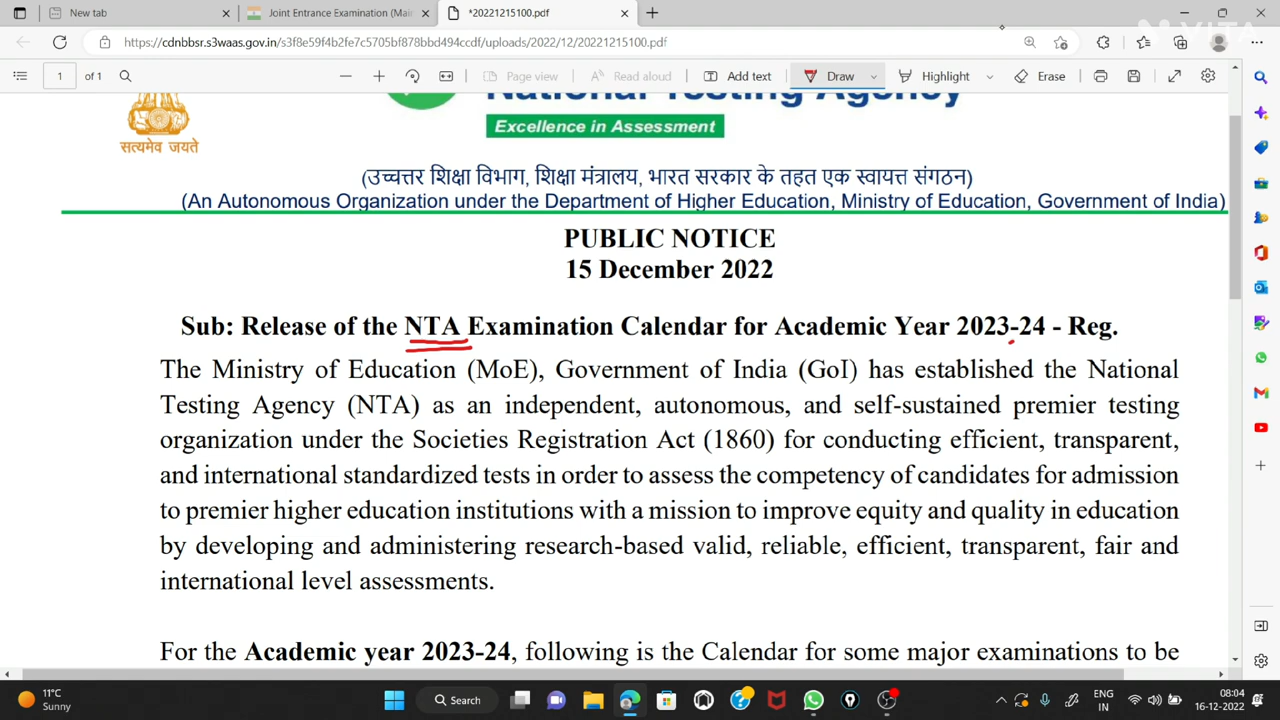 New tab
Joint Entrance Examination (Mai
*20221215100.pdf
VITA
https://cdnbbsr.s3waas.gov.in/s3f8e59f4b2fe7c5705bf878bbd494ccdf/uploads/2022/12/20221215100.pdf
1 of 1
Page view
Read aloud
Add text
Draw
Highlight
Erase
National Testing Agency
सत्यमेव जयते
Excellence in Assessment
(उच्चतर शिक्षा विभाग, शिक्षा मंत्रालय, भारत सरकार के तहत एक स्वायत्त संगठन)
(An Autonomous Organization under the Department of Higher Education, Ministry of Education, Government of India)
PUBLIC NOTICE
15 December 2022
Sub: Release of the NTA Examination Calendar for Academic Year 2023-24 - Reg.
The Ministry of Education (MoE), Government of India (GoI) has established the National
Testing Agency (NTA) as an independent, autonomous, and self-sustained premier testing
organization under the Societies Registration Act (1860) for conducting efficient, transparent,
and international standardized tests in order to assess the competency of candidates for admission
to premier higher education institutions with a mission to improve equity and quality in education
by developing and administering research-based valid, reliable, efficient, transparent, fair and
international level assessments.
For the Academic year 2023-24, following is the Calendar for some major examinations to be
11°C
Sunny
Search
ENG
IN
08:04
16-12-2022